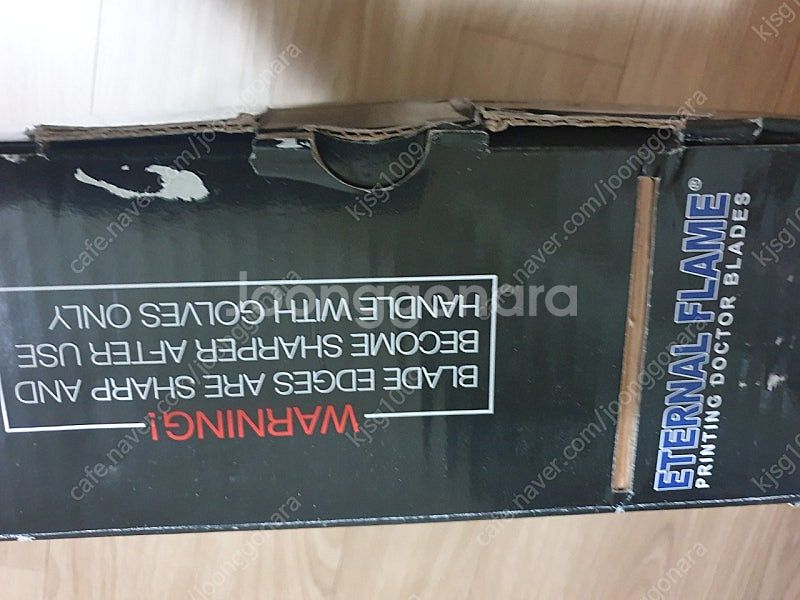 WARNING!
BLADE EDGES ARE SHARP AND
BECOME SHARPER AFTER USE
HANDLE WITH GOLVES ONLY
ETERNAL FLAME®
PRINTING DOCTOR BLADES
Joonggonara
cafe.naver.com/joonggonara
kjsg1009